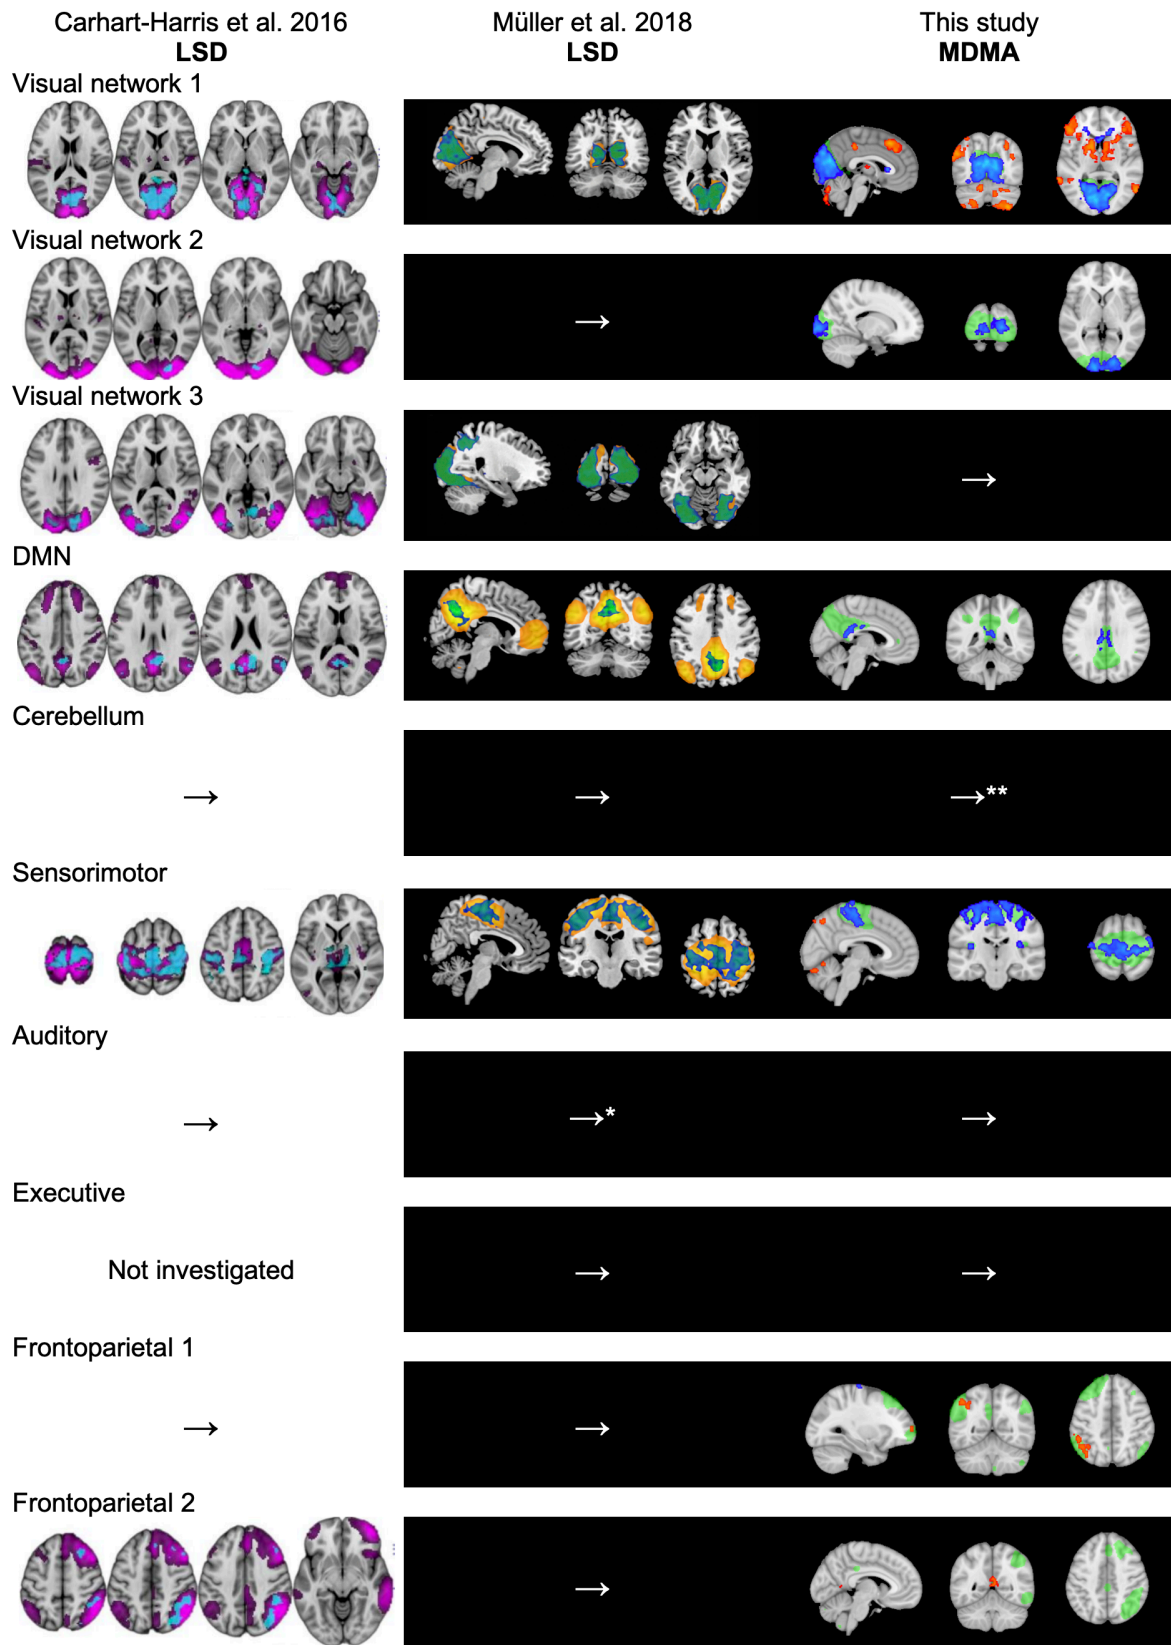 Carhart-Harris et al. 2016 Müller et al. 2018 This study
LSD LSD MDMA
Visual network 1
Visual network 2
→
Visual network 3
→
DMN
Cerebellum
→ → →**
Sensorimotor
Auditory
→ →* →
Executive
Not investigated → →
Frontoparietal 1
→ →
Frontoparietal 2
→